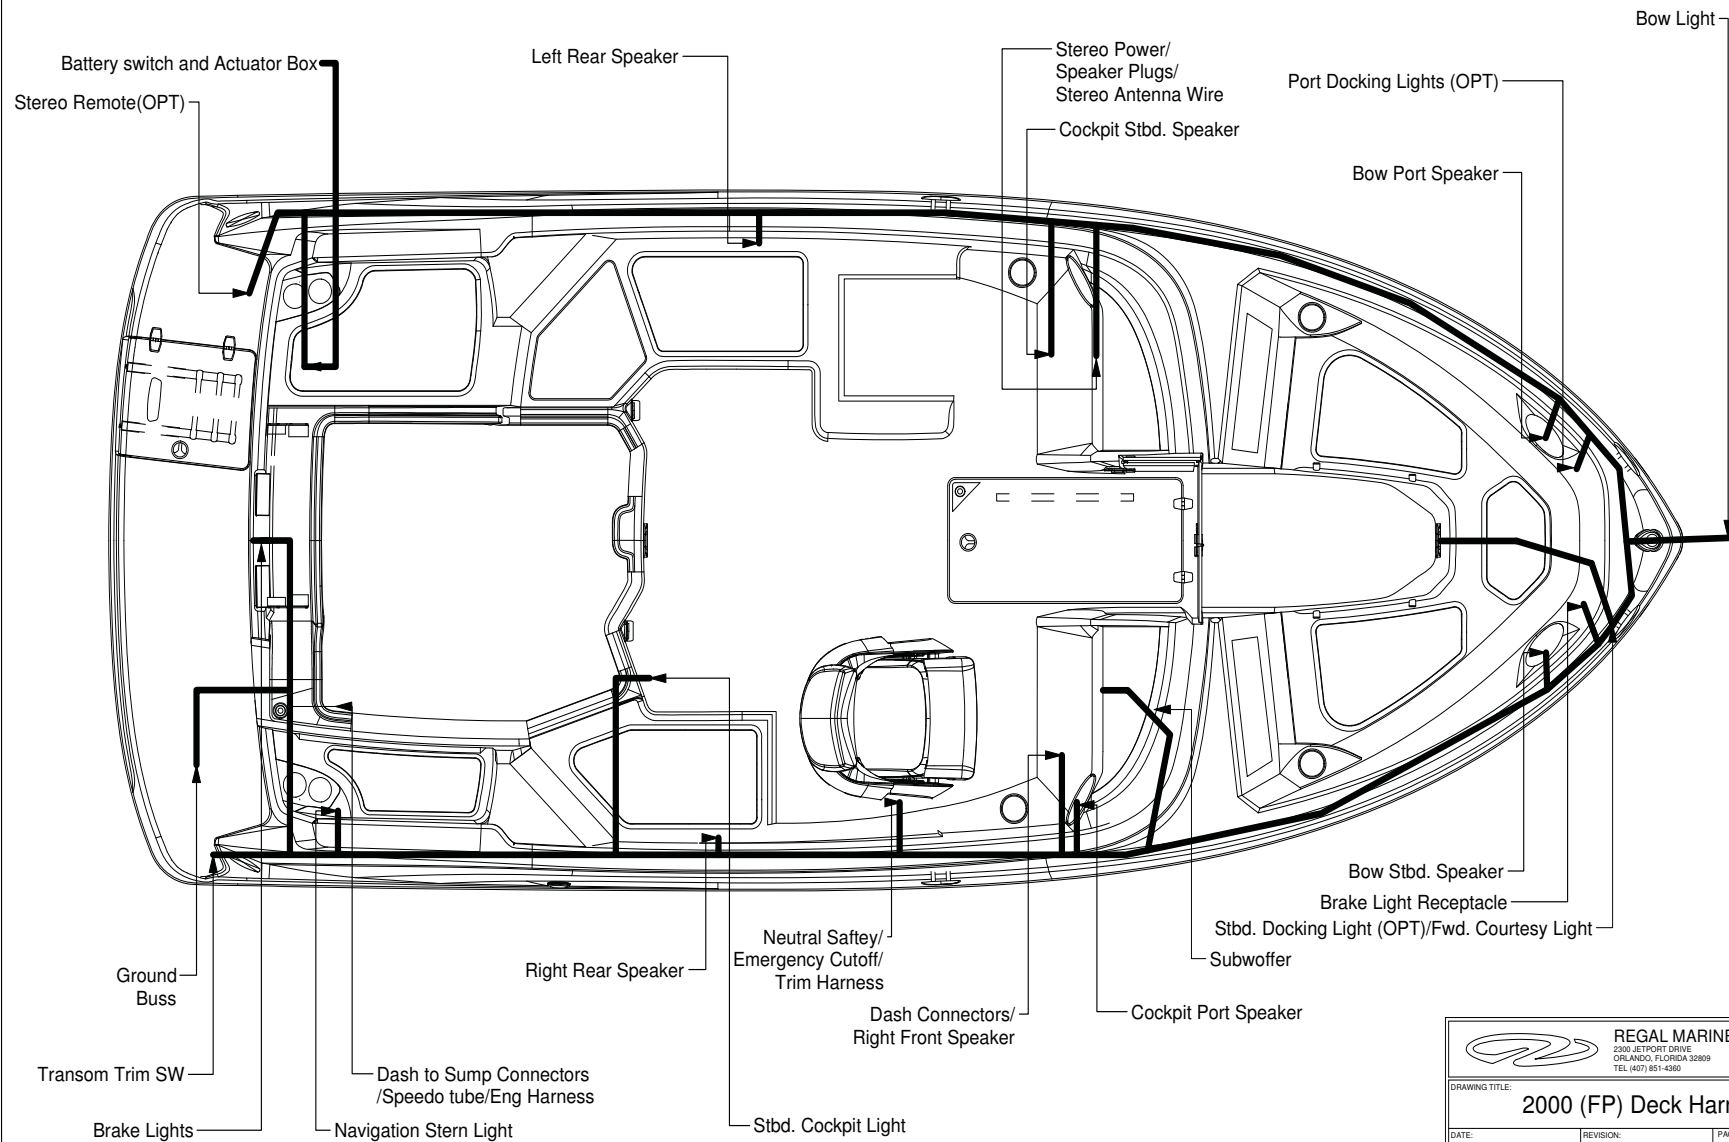 Bow Light
Battery switch and Actuator Box
Left Rear Speaker
Stereo Power/
Speaker Plugs/
Stereo Antenna Wire
Port Docking Lights (OPT)
Stereo Remote(OPT)
Cockpit Stbd. Speaker
Bow Port Speaker
Bow Stbd. Speaker
Brake Light Receptacle
Stbd. Docking Light (OPT)/Fwd. Courtesy Light
Neutral Saftey/
Emergency Cutoff/
Trim Harness
Subwoffer
Right Rear Speaker
Ground
Buss
Dash Connectors/
Right Front Speaker
Cockpit Port Speaker
Transom Trim SW
Dash to Sump Connectors
/Speedo tube/Eng Harness
Brake Lights
Navigation Stern Light
Stbd. Cockpit Light
REGAL MARINE
2300 JETPORT DRIVE
ORLANDO, FLORIDA 32809
TEL (407) 851-4360
DRAWING TITLE:
2000 (FP) Deck Har
DATE:
REVISION: